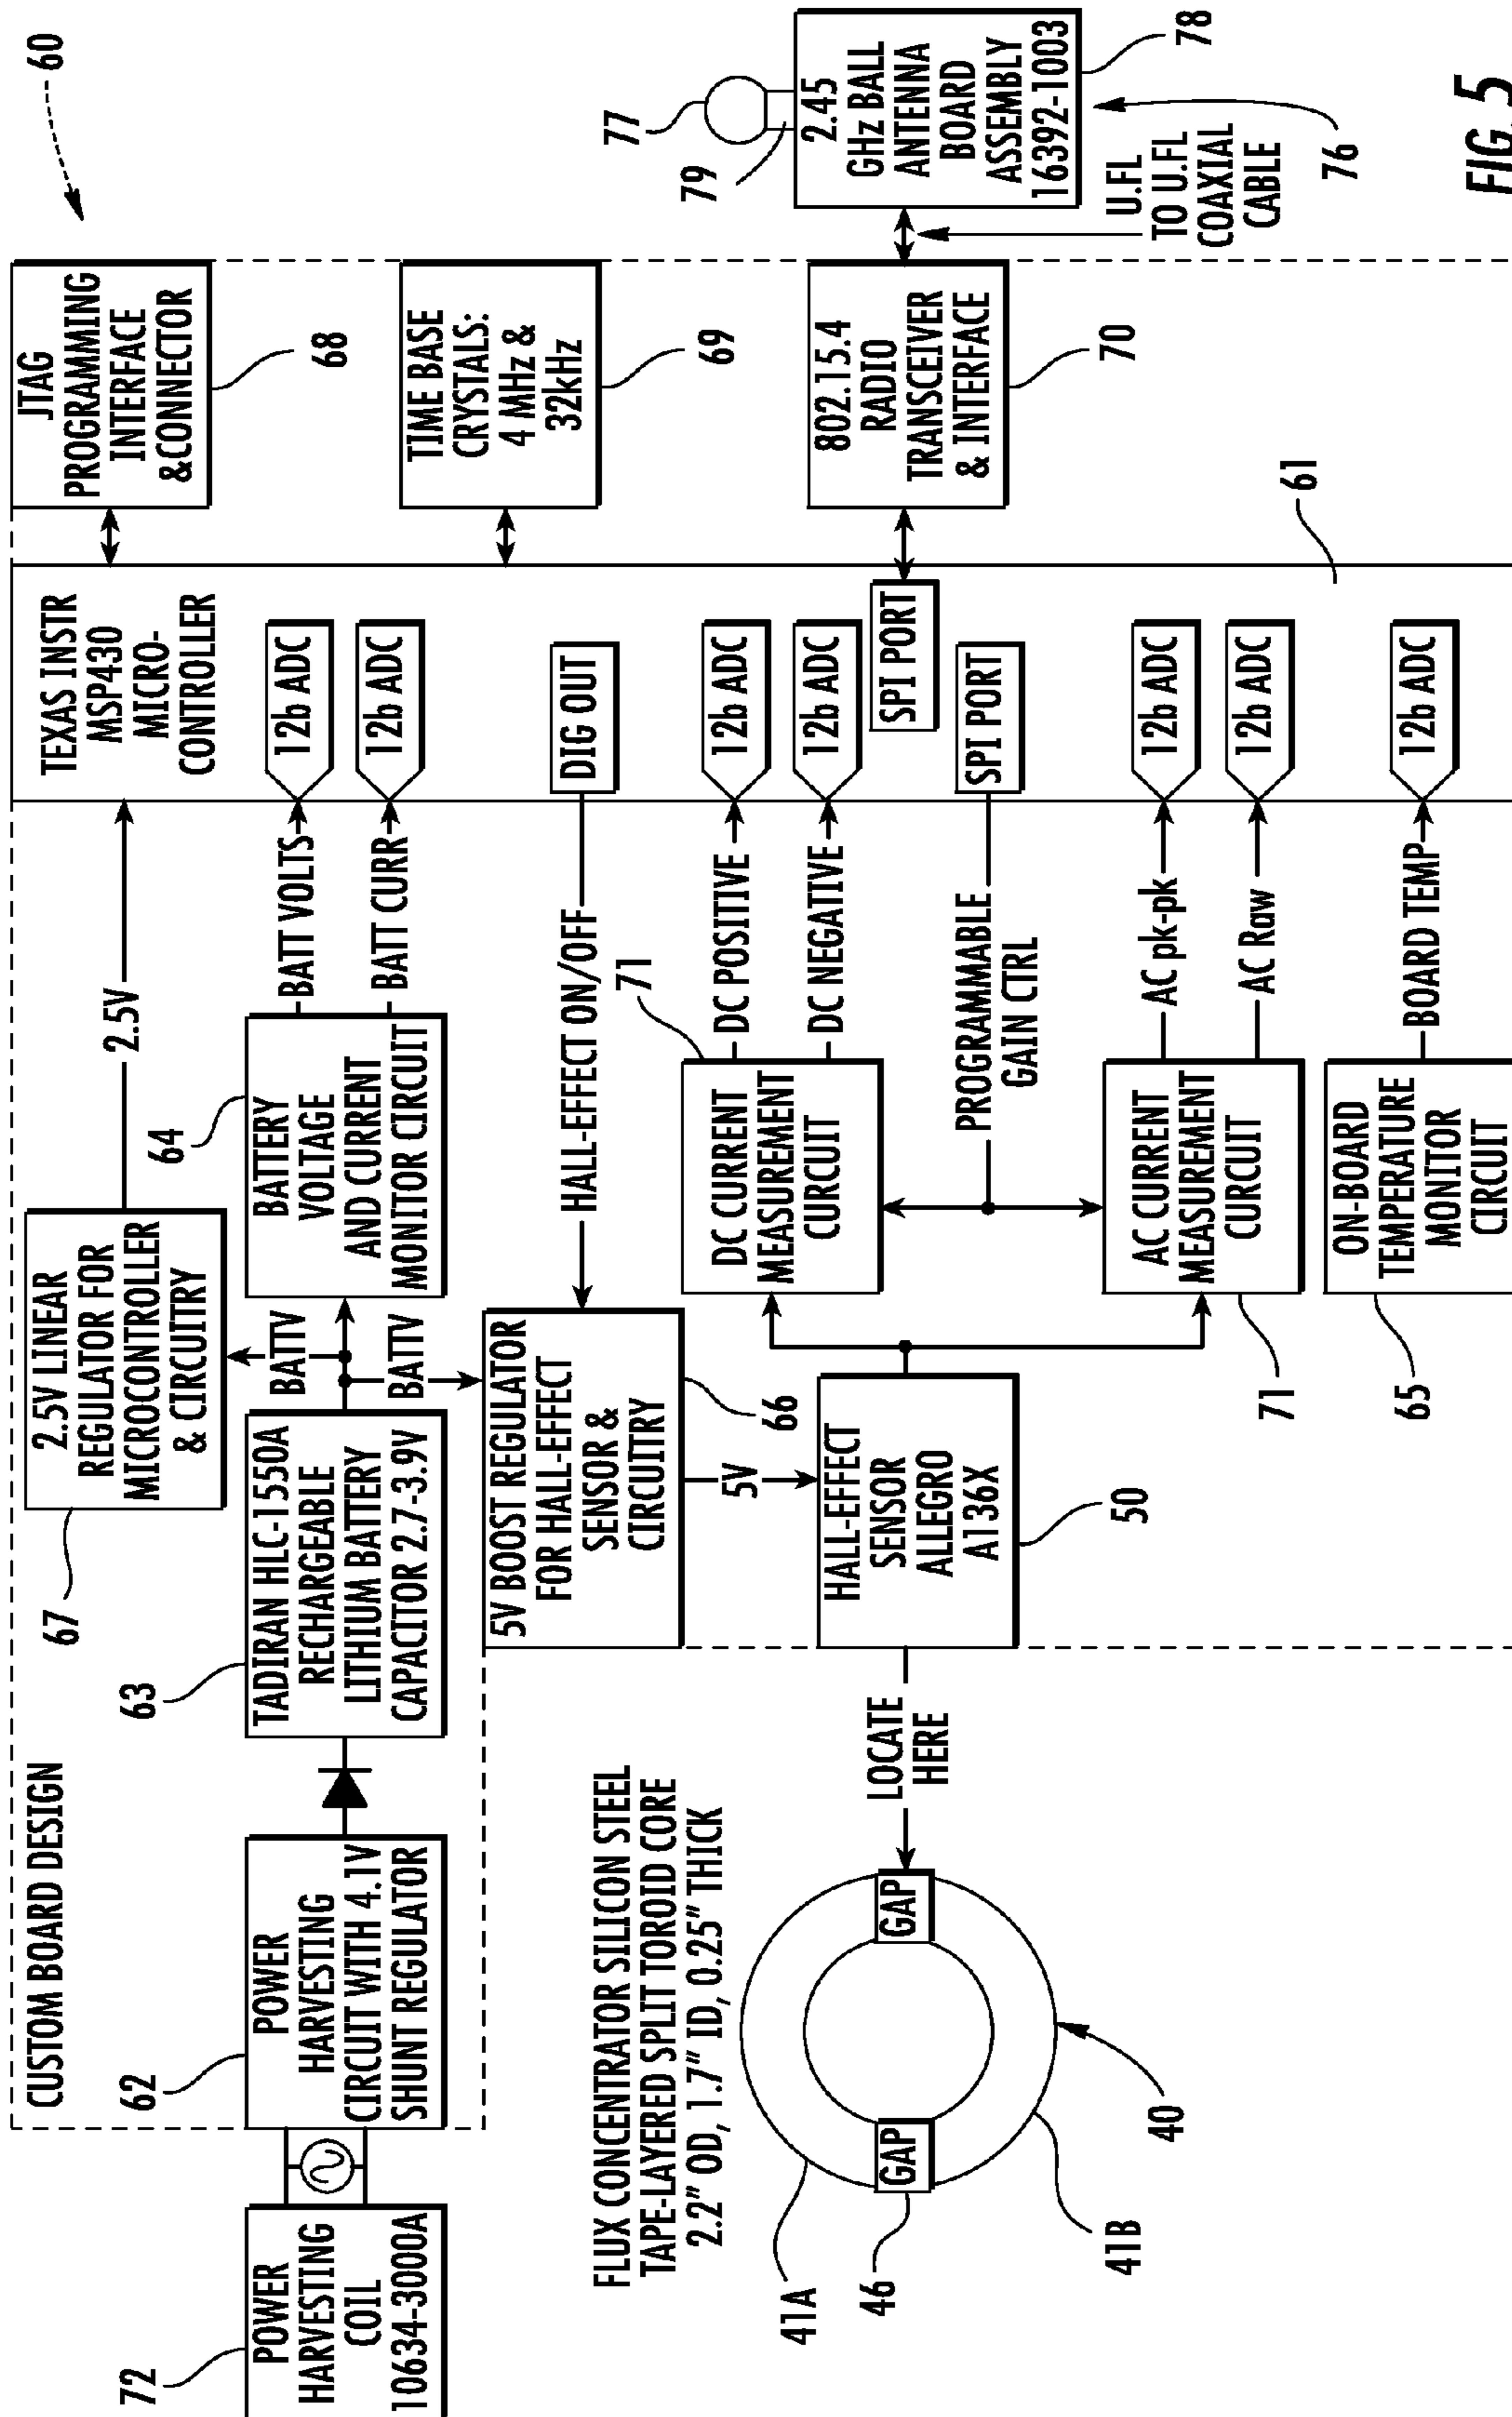 60
CUSTOM BOARD DESIGN
72
POWER
HARVESTING
COIL
10634-3000A
62
POWER
HARVESTING
CIRCUIT WITH 4.1V
SHUNT REGULATOR
63
TADIRAN HLC-1550A
RECHARGEABLE
LITHIUM BATTERY
CAPACITOR 2.7-3.9V
67
2.5V LINEAR
REGULATOR FOR
MICROCONTROLLER
& CIRCUITRY
BATTV
BATTV
64
BATTERY
VOLTAGE
AND CURRENT
MONITOR CIRCUIT
2.5V
BATT VOLTS
BATT CURR
TEXAS INSTR
MSP430
MICRO-
CONTROLLER
12b ADC
12b ADC
JTAG
PROGRAMMING
INTERFACE
&CONNECTOR
68
TIME BASE
CRYSTALS:
4 MHz &
32kHz
69
5V BOOST REGULATOR
FOR HALL-EFFECT
SENSOR &
CIRCUITRY
66
HALL-EFFECT ON/OFF
DIG OUT
5V
HALL-EFFECT
SENSOR
ALLEGRO
A136X
50
71
DC CURRENT
MEASUREMENT
CURCUIT
DC POSITIVE
DC NEGATIVE
12b ADC
12b ADC
SPI PORT
SPI PORT
PROGRAMMABLE
GAIN CTRL
802.15.4
RADIO
TRANSCEIVER
& INTERFACE
70
77
79
2.45
GHz BALL
ANTENNA
BOARD
ASSEMBLY
16392-1003
78
U.FL
TO U.FL
COAXIAL
CABLE
76
AC CURRENT
MEASUREMENT
CURCUIT
71
AC pk-pk
AC Raw
12b ADC
12b ADC
61
ON-BOARD
TEMPERATURE
MONITOR
CIRCUIT
65
BOARD TEMP
12b ADC
FLUX CONCENTRATOR SILICON STEEL
TAPE-LAYERED SPLIT TOROID CORE
2.2" OD, 1.7" ID, 0.25" THICK
41A
46
GAP
GAP
LOCATE
HERE
41B
40
FIG. 5